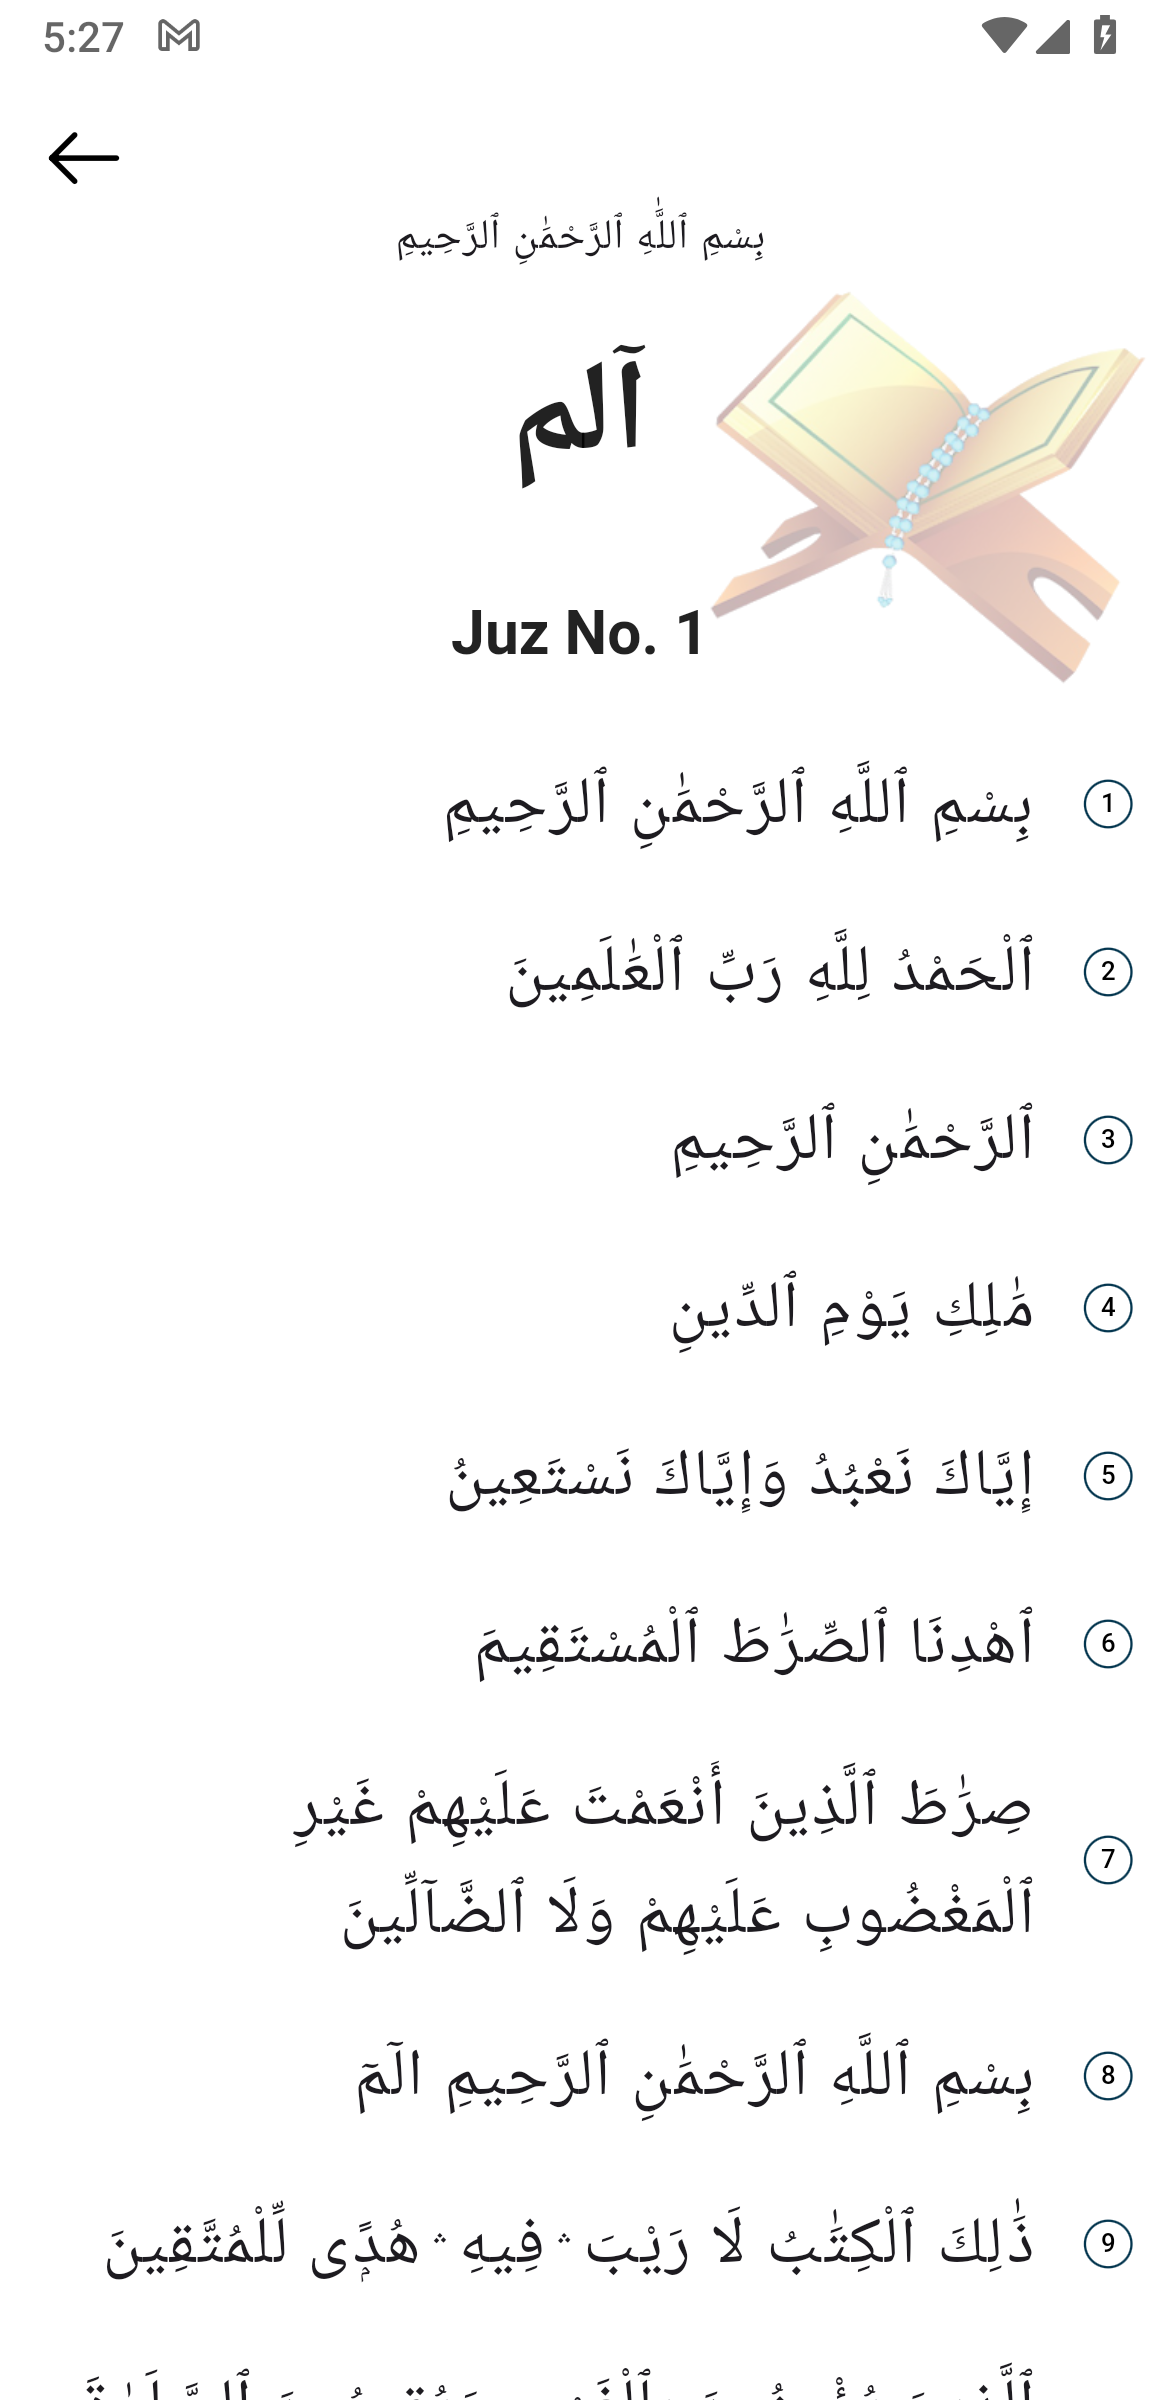 5:27
بِسْمِ ٱللَّٰهِ ٱلرَّحْمَٰنِ ٱلرَّحِيمِ
آلم
Juz No. 1
بِسْمِ ٱللَّهِ ٱلرَّحْمَٰنِ ٱلرَّحِيمِ 1
ٱلْحَمْدُ لِلَّهِ رَبِّ ٱلْعَٰلَمِينَ 2
ٱلرَّحْمَٰنِ ٱلرَّحِيمِ 3
مَٰلِكِ يَوْمِ ٱلدِّينِ 4
إِيَّاكَ نَعْبُدُ وَإِيَّاكَ نَسْتَعِينُ 5
ٱهْدِنَا ٱلصِّرَٰطَ ٱلْمُسْتَقِيمَ 6
صِرَٰطَ ٱلَّذِينَ أَنْعَمْتَ عَلَيْهِمْ غَيْرِ
ٱلْمَغْضُوبِ عَلَيْهِمْ وَلَا ٱلضَّآلِّينَ 7
بِسْمِ ٱللَّهِ ٱلرَّحْمَٰنِ ٱلرَّحِيمِ الٓمٓ 8
ذَٰلِكَ ٱلْكِتَٰبُ لَا رَيْبَ ۛ فِيهِ ۛ هُدًۭى لِّلْمُتَّقِينَ 9